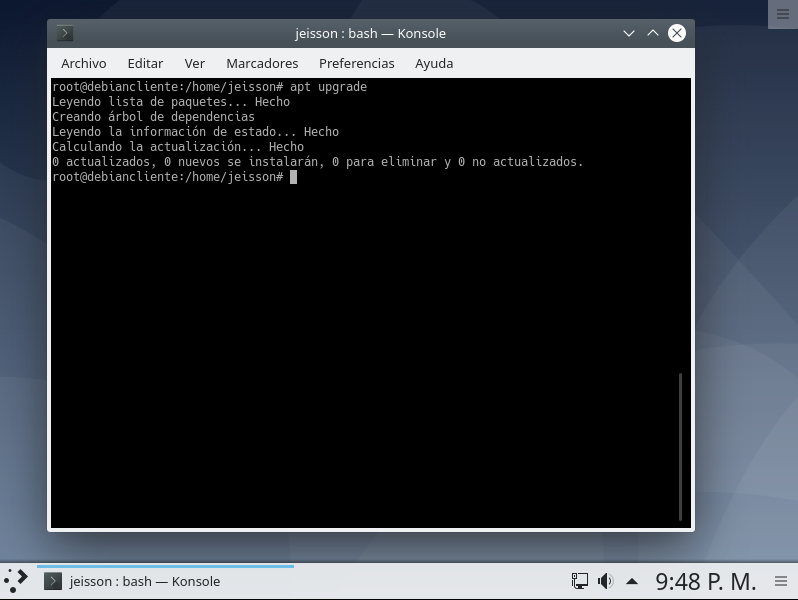 jeisson : bash — Konsole
Archivo Editar Ver Marcadores Preferencias Ayuda
root@debiancliente:/home/jeisson# apt upgrade
Leyendo lista de paquetes... Hecho
Creando árbol de dependencias
Leyendo la información de estado... Hecho
Calculando la actualización... Hecho
0 actualizados, 0 nuevos se instalarán, 0 para eliminar y 0 no actualizados.
root@debiancliente:/home/jeisson#
jeisson : bash — Konsole
9:48 P. M.